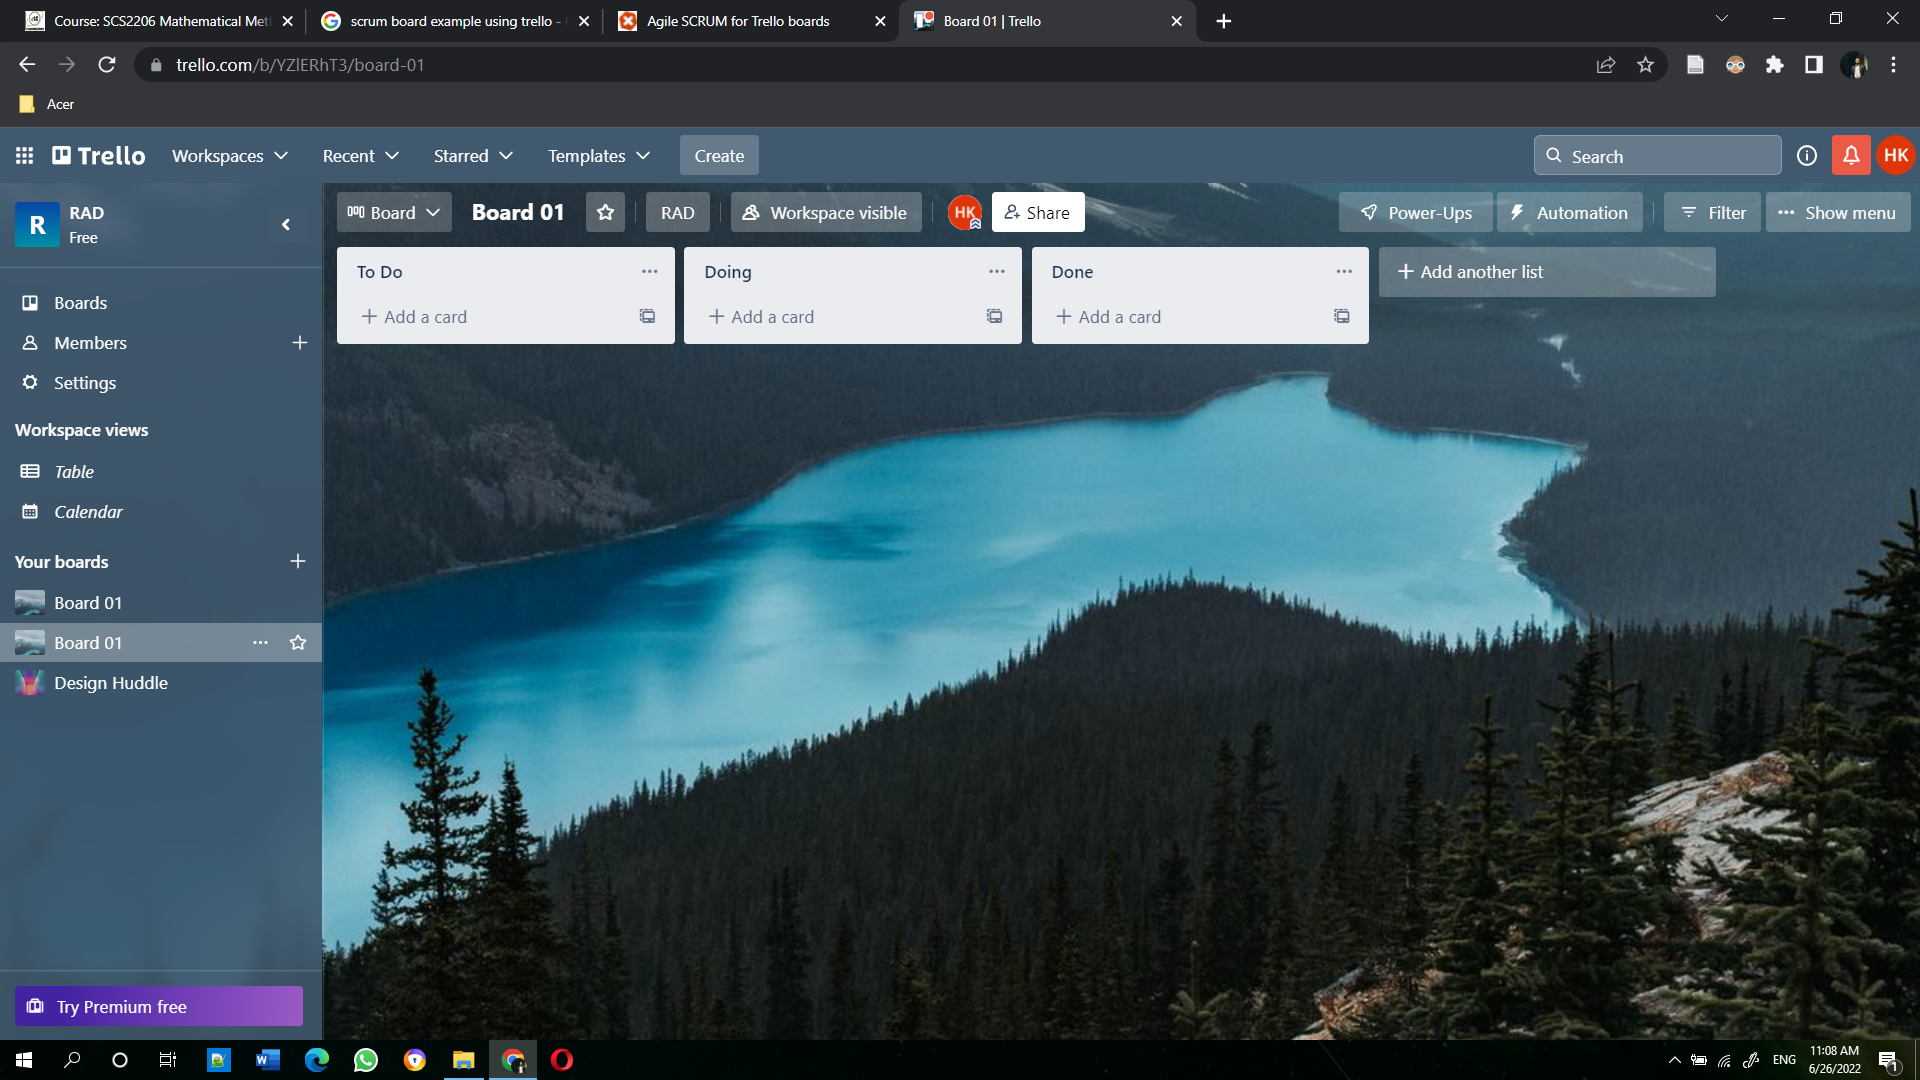 Course: SCS2206 Mathematical Met
scrum board example using trello -
Agile SCRUM for Trello boards
Board 01 | Trello
trello.com/b/YZlERhT3/board-01
Acer
Trello
Workspaces
Recent
Starred
Templates
Create
Search
HK
R
RAD
Free
Board
Board 01
RAD
Workspace visible
HK
Share
Power-Ups
Automation
Filter
Show menu
To Do
Doing
Done
Add another list
Add a card
Add a card
Add a card
Boards
Members
Settings
Workspace views
Table
Calendar
Your boards
Board 01
Board 01
Design Huddle
Try Premium free
ENG
11:08 AM
6/26/2022
1